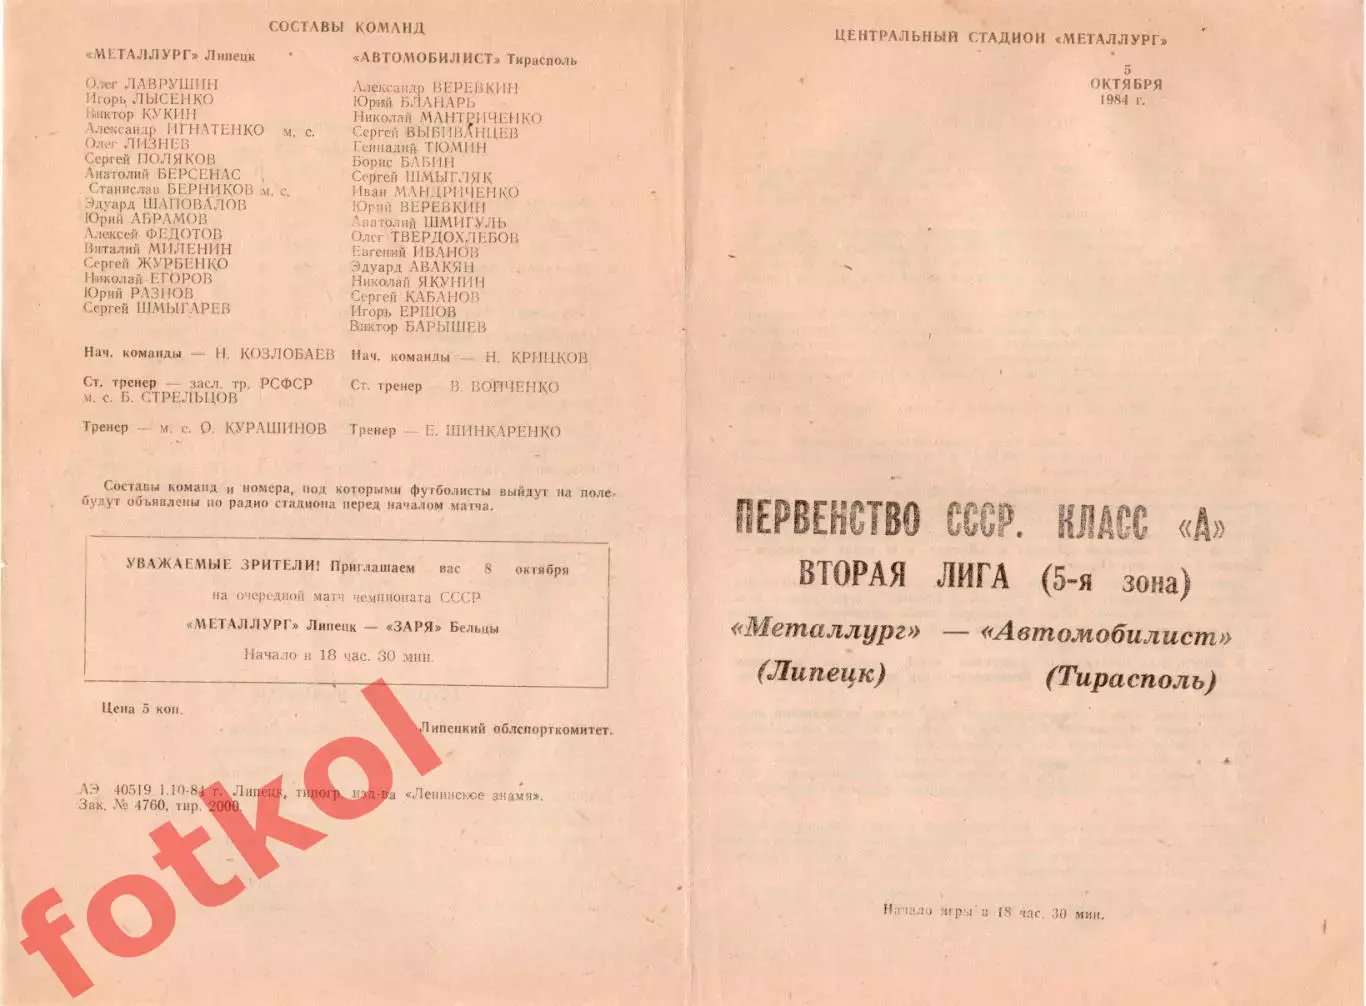 СОСТАВЫ КОМАНД
«МЕТАЛЛУРГ» Липецк
Олег ЛАВРУШИН
Игорь ЛЫСЕНКО
Виктор КУКИН
Александр ИГНАТЕНКО м. с.
Олег ЛИЗНЕВ
Сергей ПОЛЯКОВ
Анатолий БЕРСЕНАС
Станислав БЕРНИКОВ м. с.
Эдуард ШАПОВАЛОВ
Юрий АБРАМОВ
Алексей ФЕДОТОВ
Виталий МИЛЕНИН
Сергей ЖУРБЕНКО
Николай ЕГОРОВ
Юрий РАЗНОВ
Сергей ШМЫГАРЕВ
Нач. команды — Н. КОЗЛОБАЕВ
Ст. тренер — засл. тр. РСФСР
м. с. Б. СТРЕЛЬЦОВ
Тренер — м. с. О. КУРАШИНОВ
«АВТОМОБИЛИСТ» Тирасполь
Александр ВЕРЕВКИН
Юрий БЛАНАРЬ
Николай МАНТРИЧЕНКО
Сергей ВЫБИВАНЦЕВ
Геннадий ТЮМИН
Борис БАБИН
Сергей ШМЫГЛЯК
Иван МАНДРИЧЕНКО
Юрий ВЕРЕВКИН
Анатолий ШМИГУЛЬ
Олег ТВЕРДОХЛЕБОВ
Евгений ИВАНОВ
Эдуард АВАКЯН
Николай ЯКУНИН
Сергей КАБАНОВ
Игорь ЕРШОВ
Виктор БАРЫШЕВ
Нач. команды — Н. КРИЦКОВ
Ст. тренер — В. ВОЙЧЕНКО
Тренер — Е. ШИНКАРЕНКО
Составы команд и номера, под которыми футболисты выйдут на поле
будут объявлены по радио стадиона перед началом матча.
УВАЖАЕМЫЕ ЗРИТЕЛИ! Приглашаем вас 8 октября
на очередной матч чемпионата СССР
«МЕТАЛЛУРГ» Липецк — «ЗАРЯ» Бельцы
Начало в 18 час. 30 мин.
Цена 5 коп.
Липецкий облспорткомитет.
АЭ 40519 1.10-84 г. Липецк, типогр. изд-ва «Ленинское знамя».
Зак. № 4760. тир. 2000.
fotkol
ЦЕНТРАЛЬНЫЙ СТАДИОН «МЕТАЛЛУРГ»
5
ОКТЯБРЯ
1984 г.
ПЕРВЕНСТВО СССР. КЛАСС «А»
ВТОРАЯ ЛИГА (5-я зона)
«Металлург» — «Автомобилист»
(Липецк) (Тирасполь)
Начало игры в 18 час. 30 мин.